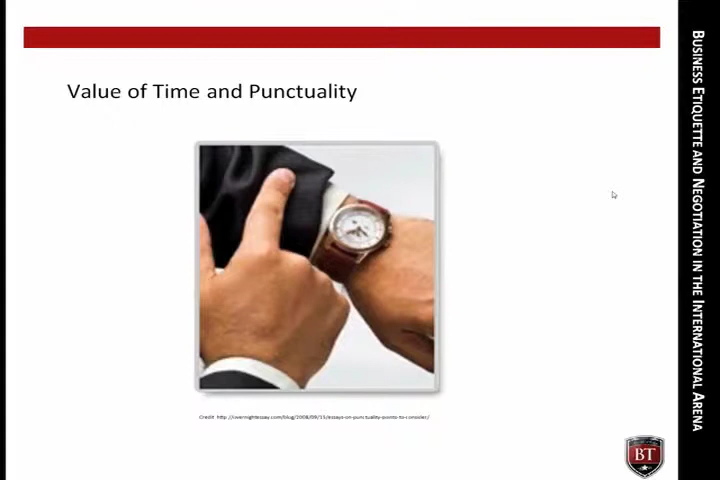 Value of Time and Punctuality
Credit http://overnightessay.com/blog/2008/09/15/essays-on-punctuality-points-to-consider/
BUSINESS ETIQUETTE AND NEGOTIATION IN THE INTERNATIONAL ARENA
BT